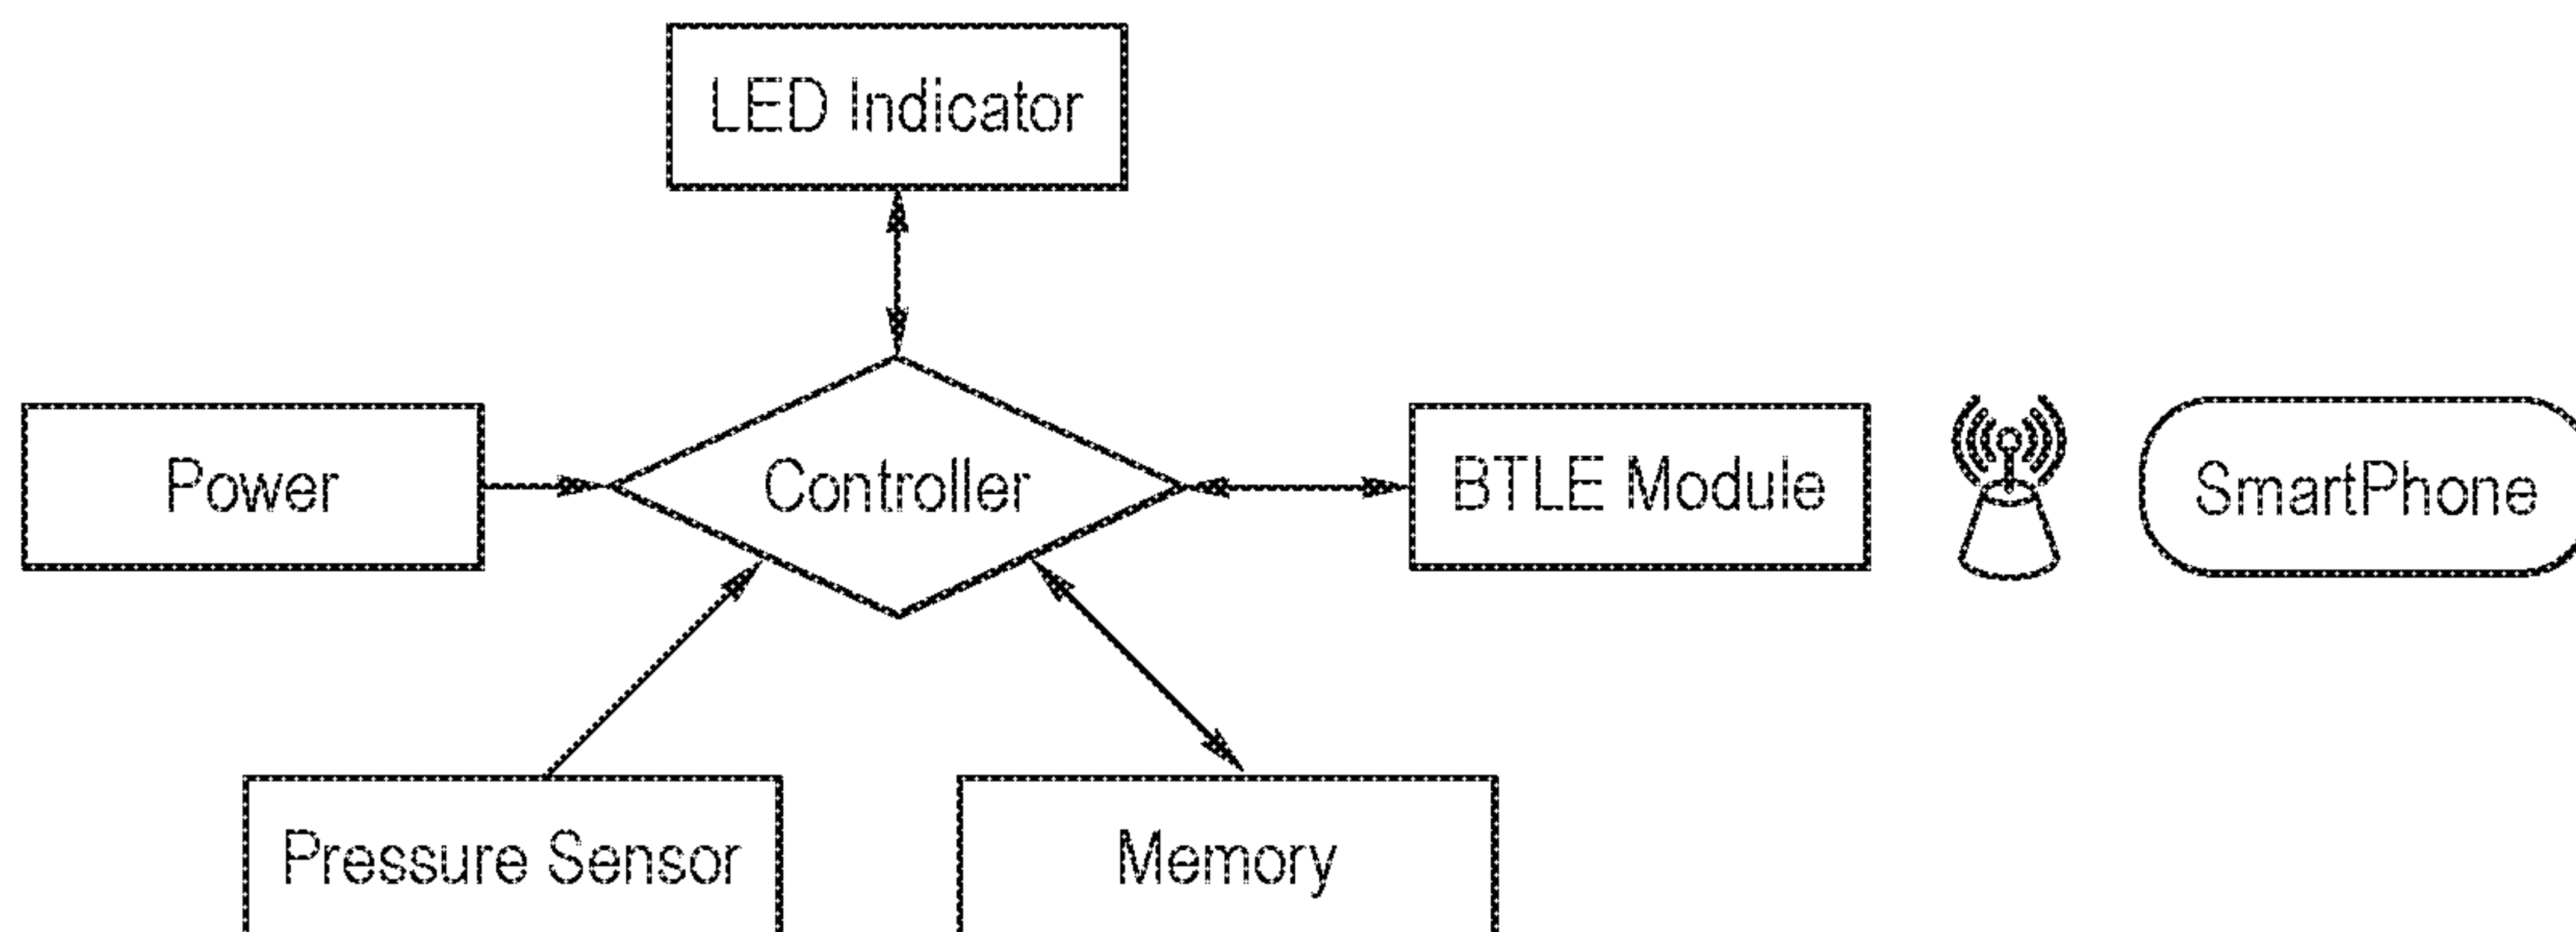 LED Indicator
Power
Controller
BTLE Module
SmartPhone
Pressure Sensor
Memory